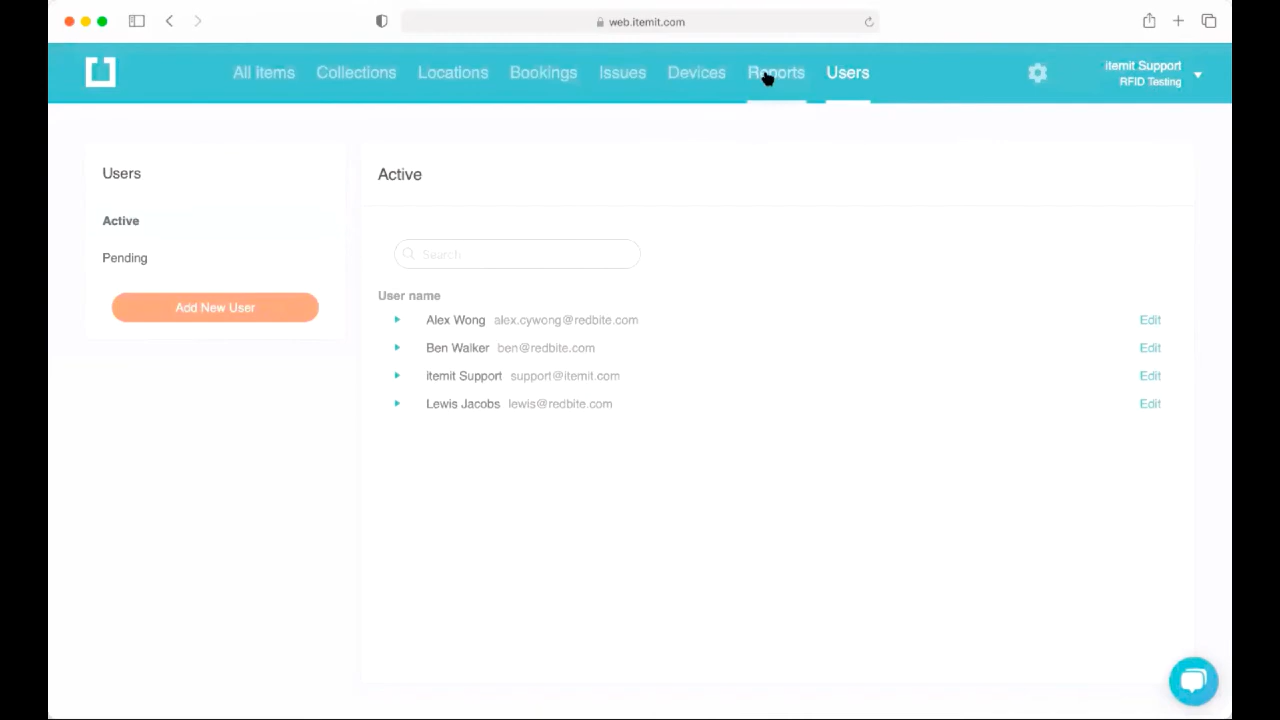 web.itemit.com
All Items Collections Locations Bookings Issues Devices Reports Users
itemit Support
RFID Testing
Users
Active
Pending
Add New User
Active
Search
User name
Alex Wong alex.cywong@redbite.com Edit
Ben Walker ben@redbite.com Edit
itemit Support support@itemit.com Edit
Lewis Jacobs lewis@redbite.com Edit